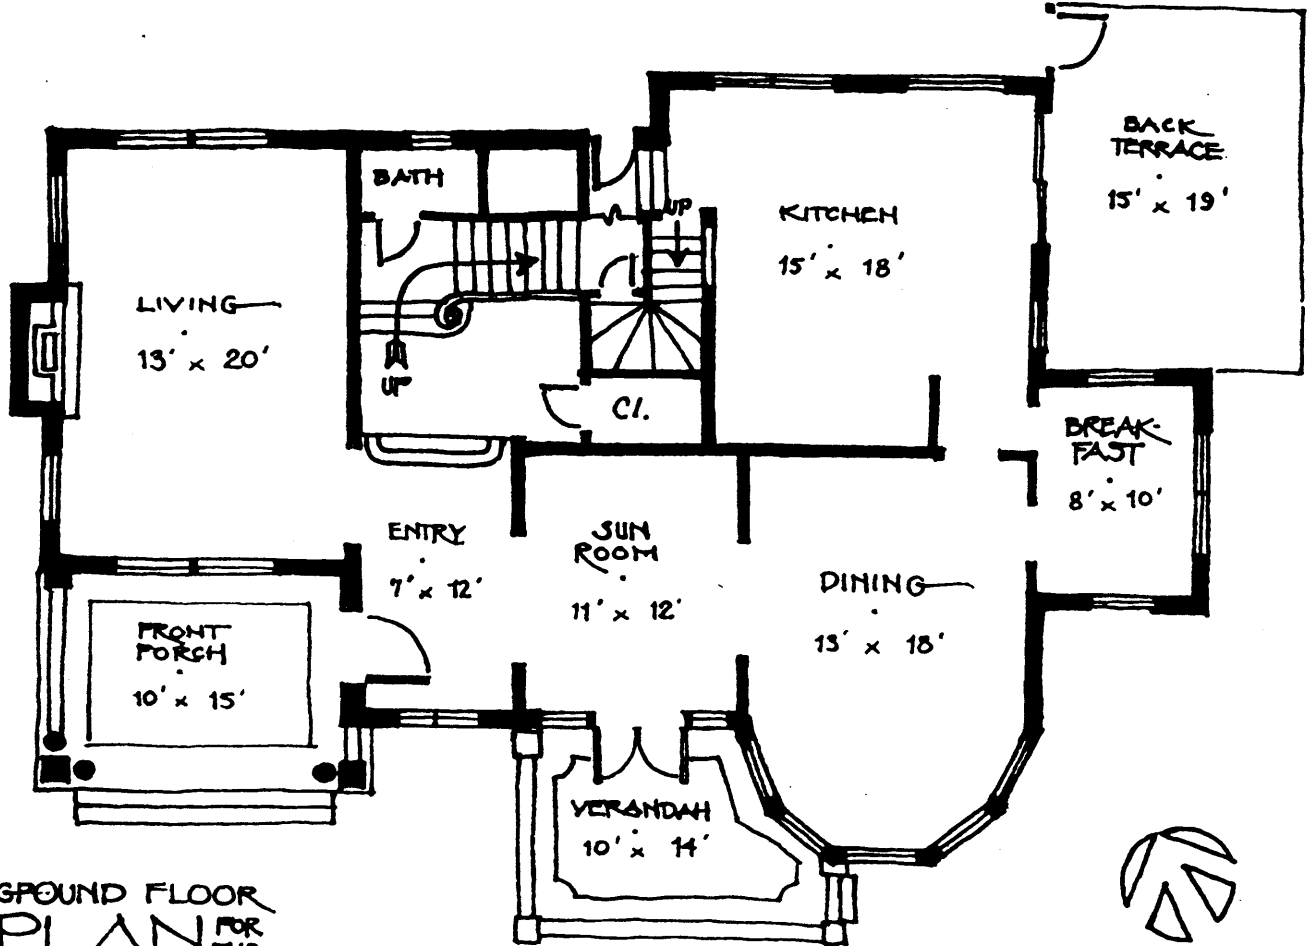 BACK
TERRACE
15' x 19'
BATH
UP
KITCHEN
15' x 18'
LIVING
13' x 20'
UP
Cl.
BREAK-
FAST
8' x 10'
ENTRY
7' x 12'
SUN
ROOM
11' x 12'
DINING
13' x 18'
FRONT
PORCH
10' x 15'
VERANDAH
10' x 14'
GROUND FLOOR
PLAN FOR